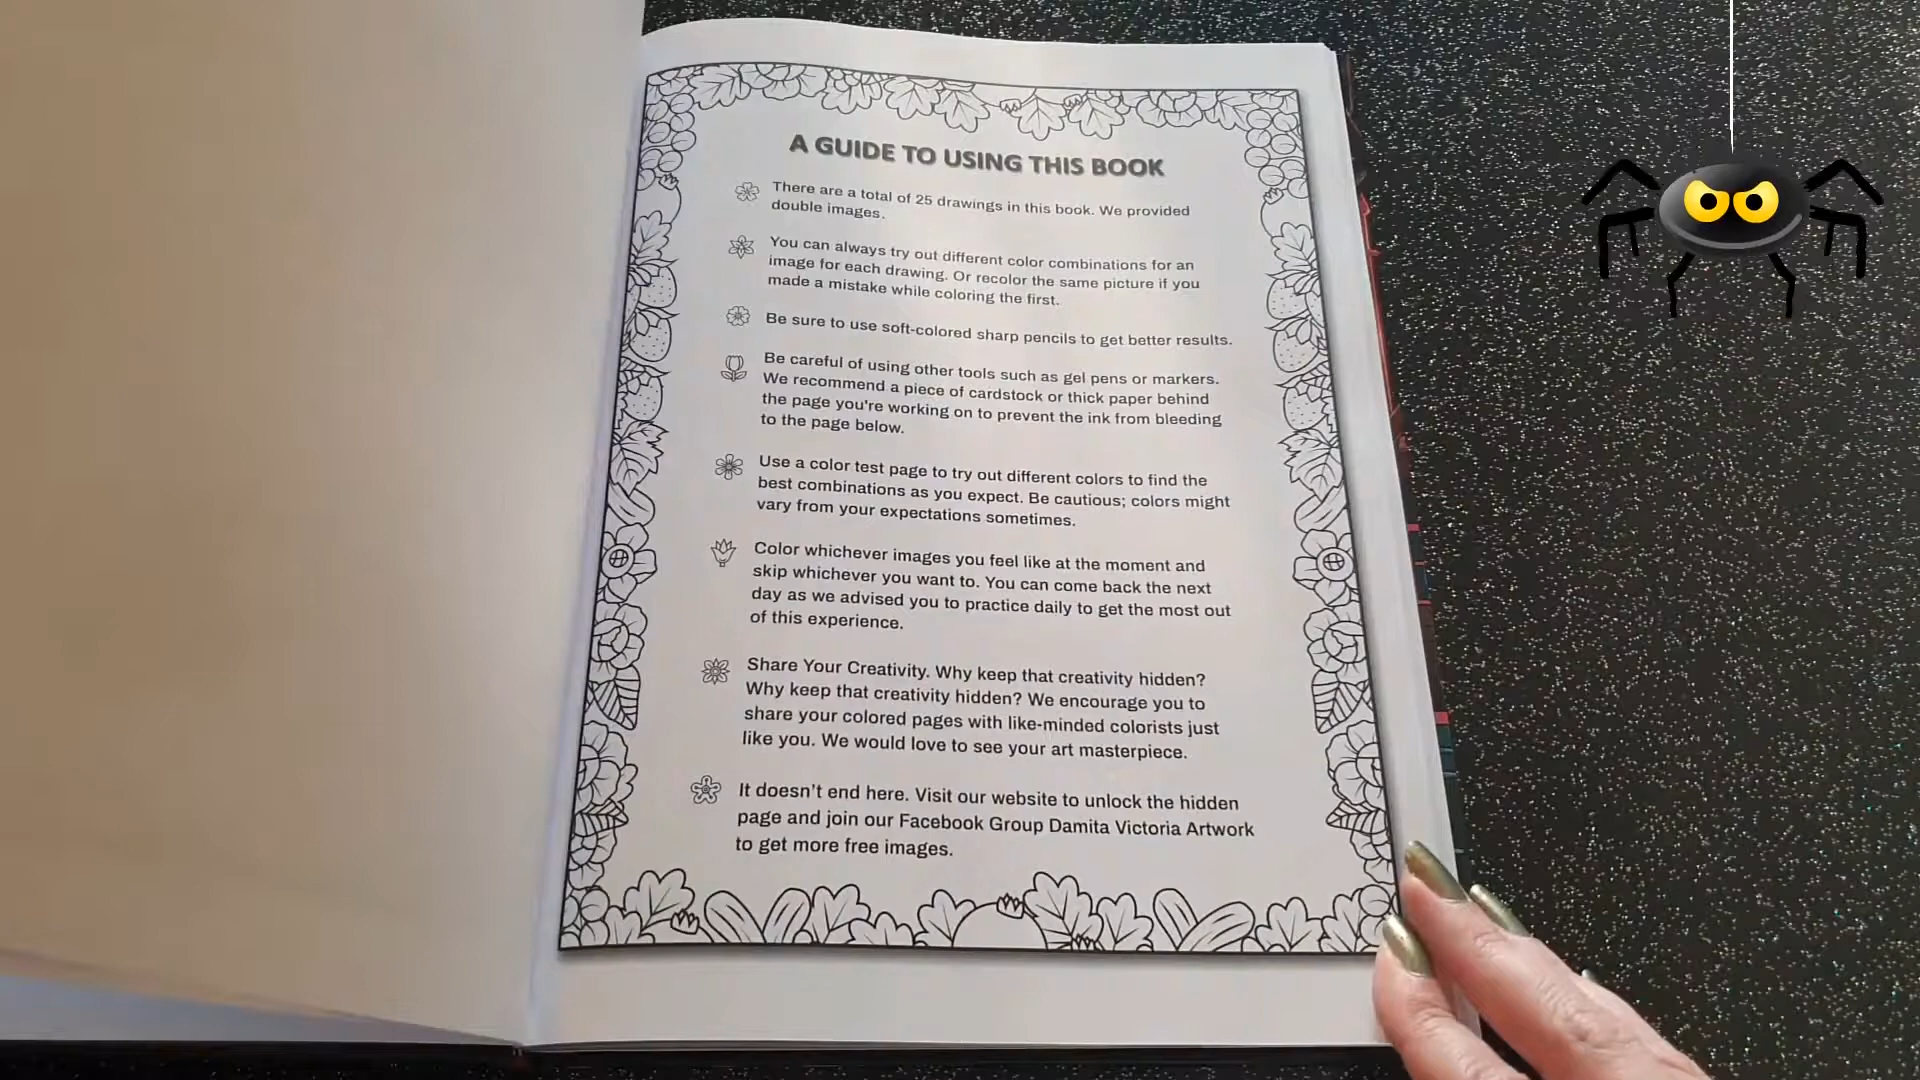 A GUIDE TO USING THIS BOOK
There are a total of 25 drawings in this book. We provided
double images.
You can always try out different color combinations for an
image for each drawing. Or recolor the same picture if you
made a mistake while coloring the first.
Be sure to use soft-colored sharp pencils to get better results.
Be careful of using other tools such as gel pens or markers.
We recommend a piece of cardstock or thick paper behind
the page you're working on to prevent the ink from bleeding
to the page below.
Use a color test page to try out different colors to find the
best combinations as you expect. Be cautious; colors might
vary from your expectations sometimes.
Color whichever images you feel like at the moment and
skip whichever you want to. You can come back the next
day as we advised you to practice daily to get the most out
of this experience.
Share Your Creativity. Why keep that creativity hidden?
Why keep that creativity hidden? We encourage you to
share your colored pages with like-minded colorists just
like you. We would love to see your art masterpiece.
It doesn't end here. Visit our website to unlock the hidden
page and join our Facebook Group Damita Victoria Artwork
to get more free images.